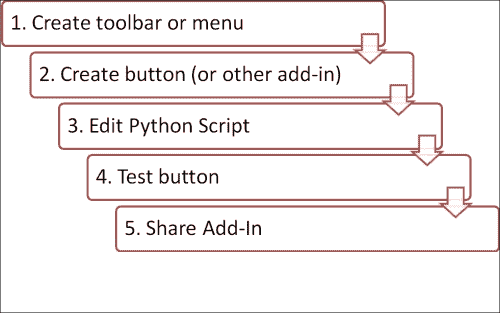 1. Create toolbar or menu
2. Create button (or other add-in)
3. Edit Python Script
4. Test button
5. Share Add-In